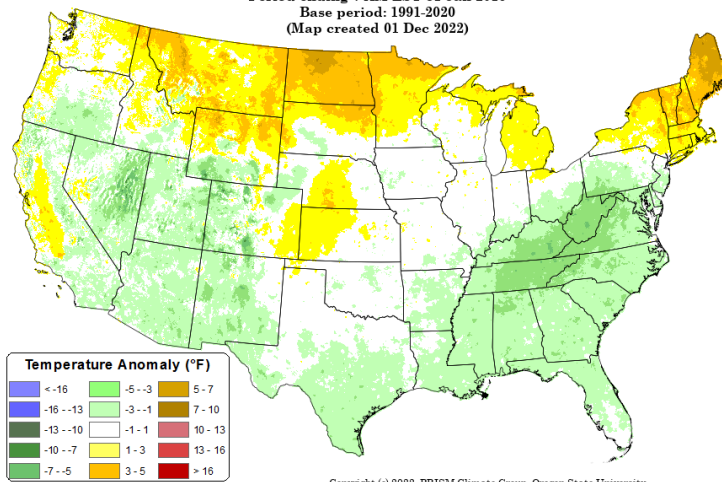 Base period: 1991-2020
(Map created 01 Dec 2022)
Temperature Anomaly (°F)
< -16
-16 - -13
-13 - -10
-10 - -7
-7 - -5
-5 - -3
-3 - -1
-1 - 1
1 - 3
3 - 5
5 - 7
7 - 10
10 - 13
13 - 16
> 16